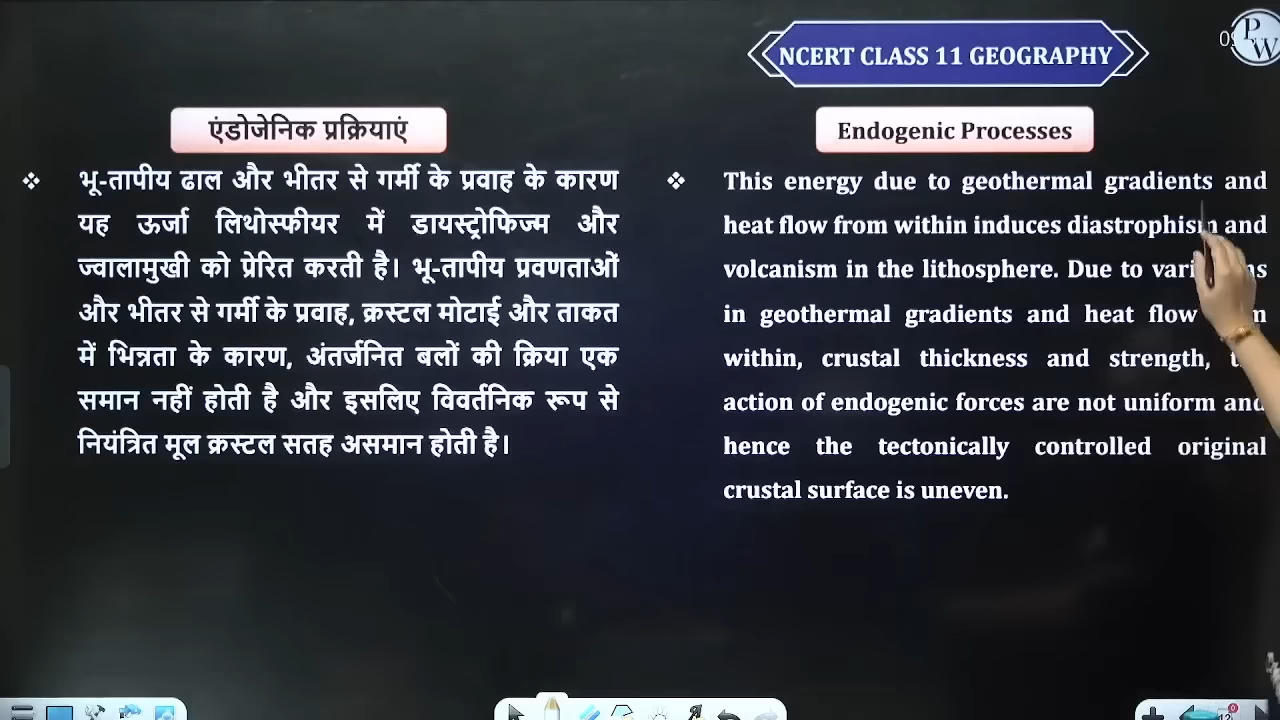 NCERT CLASS 11 GEOGRAPHY
PW
एंडोजेनिक प्रक्रियाएं
❖ भू-तापीय ढाल और भीतर से गर्मी के प्रवाह के कारण
यह ऊर्जा लिथोस्फीयर में डायस्ट्रोफिज्म और
ज्वालामुखी को प्रेरित करती है। भू-तापीय प्रवणताओं
और भीतर से गर्मी के प्रवाह, क्रस्टल मोटाई और ताकत
में भिन्नता के कारण, अंतर्जनित बलों की क्रिया एक
समान नहीं होती है और इसलिए विवर्तनिक रूप से
नियंत्रित मूल क्रस्टल सतह असमान होती है।
Endogenic Processes
❖ This energy due to geothermal gradients and
heat flow from within induces diastrophism and
volcanism in the lithosphere. Due to
in geothermal gradients and heat flow
within, crustal thickness and strength,
action of endogenic forces are not uniform and
hence the tectonically controlled original
crustal surface is uneven.